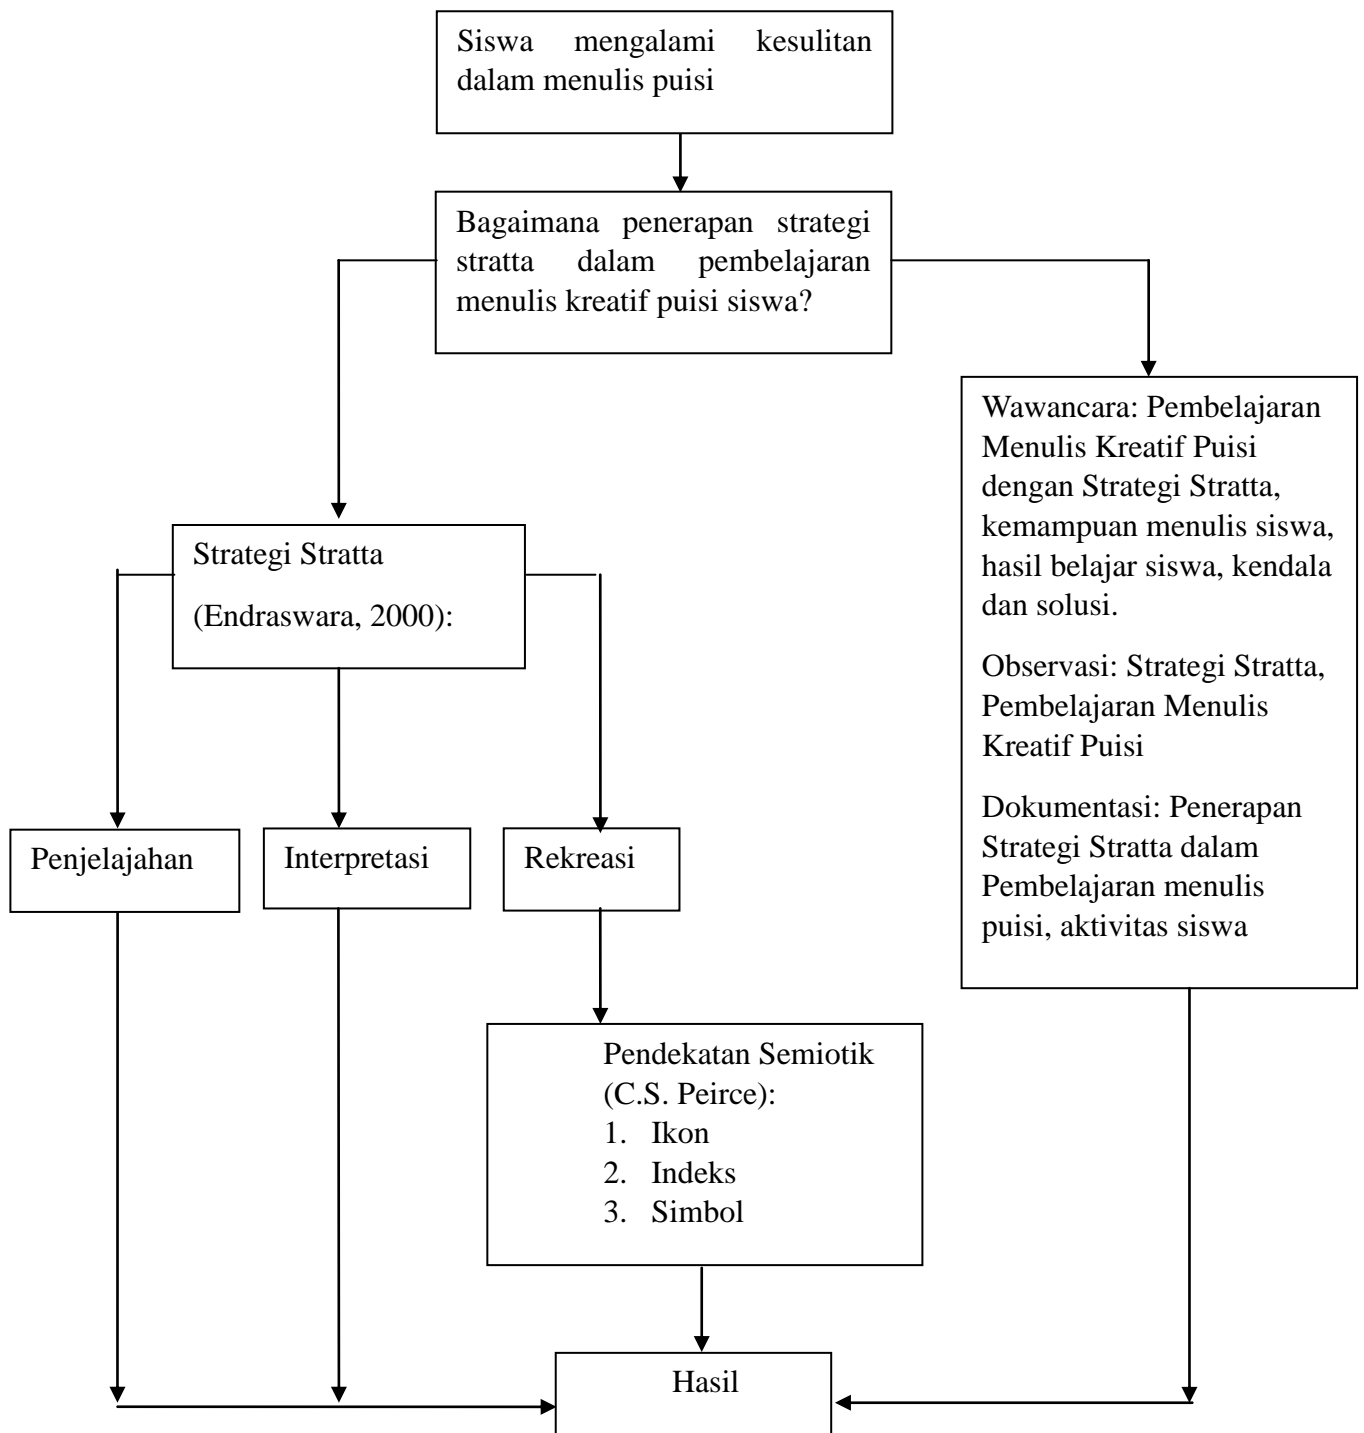 Siswa mengalami kesulitan
dalam menulis puisi
Bagaimana penerapan strategi
stratta dalam pembelajaran
menulis kreatif puisi siswa?
Wawancara: Pembelajaran
Menulis Kreatif Puisi
dengan Strategi Stratta,
kemampuan menulis siswa,
hasil belajar siswa, kendala
dan solusi.
Observasi: Strategi Stratta,
Pembelajaran Menulis
Kreatif Puisi
Dokumentasi: Penerapan
Strategi Stratta dalam
Pembelajaran menulis
puisi, aktivitas siswa
Strategi Stratta
(Endraswara, 2000):
Penjelajahan
Interpretasi
Rekreasi
Pendekatan Semiotik
(C.S. Peirce):
1. Ikon
2. Indeks
3. Simbol
Hasil